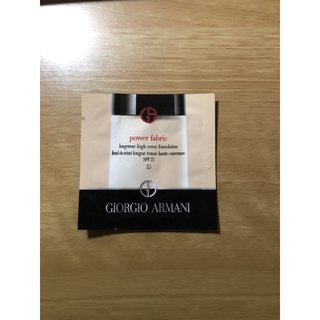 power fabric
longwear high cover foundation
fond de teint longue tenue haute couvrance
SPF 25
3.5
GIORGIO ARMANI